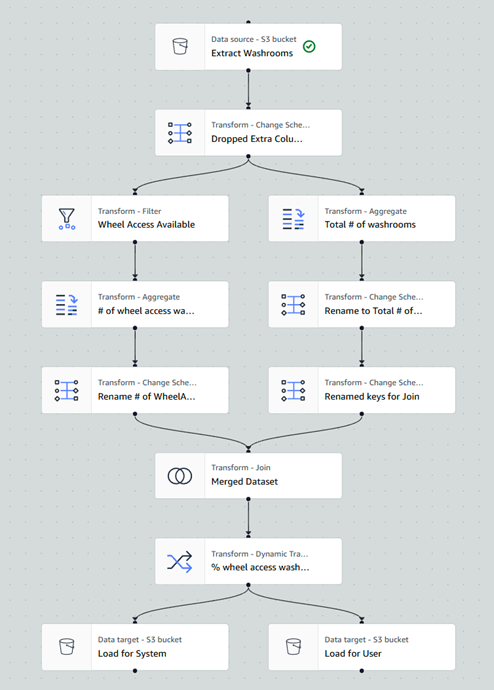 Data source - S3 bucket
Extract Washrooms
Transform - Change Sche...
Dropped Extra Colu...
Transform - Filter
Wheel Access Available
Transform - Aggregate
Total # of washrooms
Transform - Aggregate
# of wheel access wa...
Transform - Change Sche...
Rename to Total # of...
Transform - Change Sche...
Rename # of WheelA...
Transform - Change Sche...
Renamed keys for Join
Transform - Join
Merged Dataset
Transform - Dynamic Tra...
% wheel access wash...
Data target - S3 bucket
Load for System
Data target - S3 bucket
Load for User